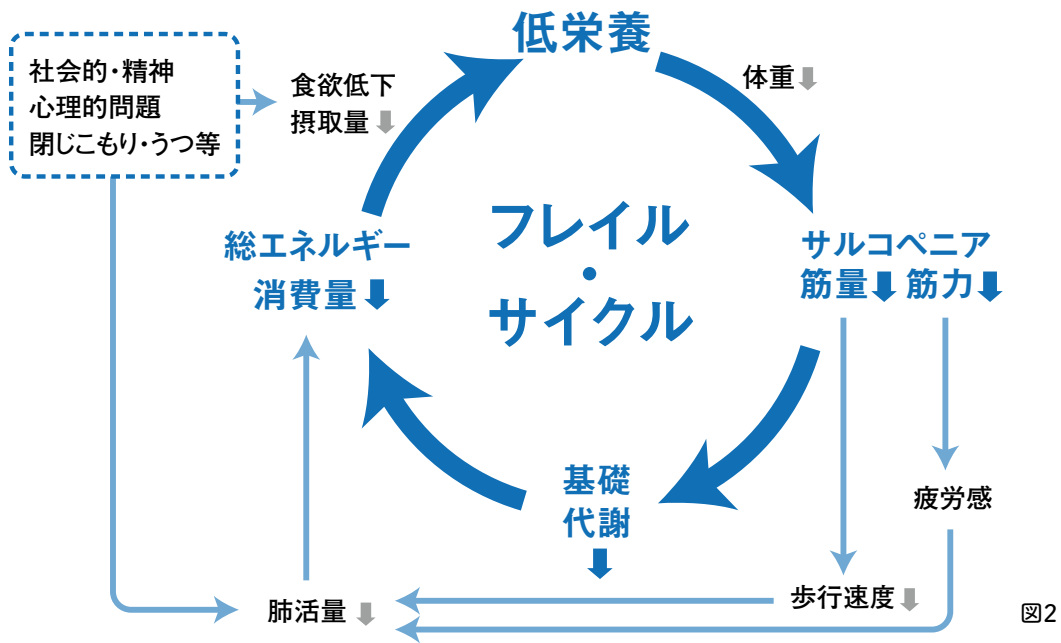 低栄養
社会的・精神
心理的問題
閉じこもり・うつ等
食欲低下
摂取量⬇
体重⬇
フレイル
・
サイクル
総エネルギー
消費量⬇
サルコペニア
筋量⬇ 筋力⬇
基礎
代謝
⬇
疲労感
歩行速度⬇
肺活量⬇
図2